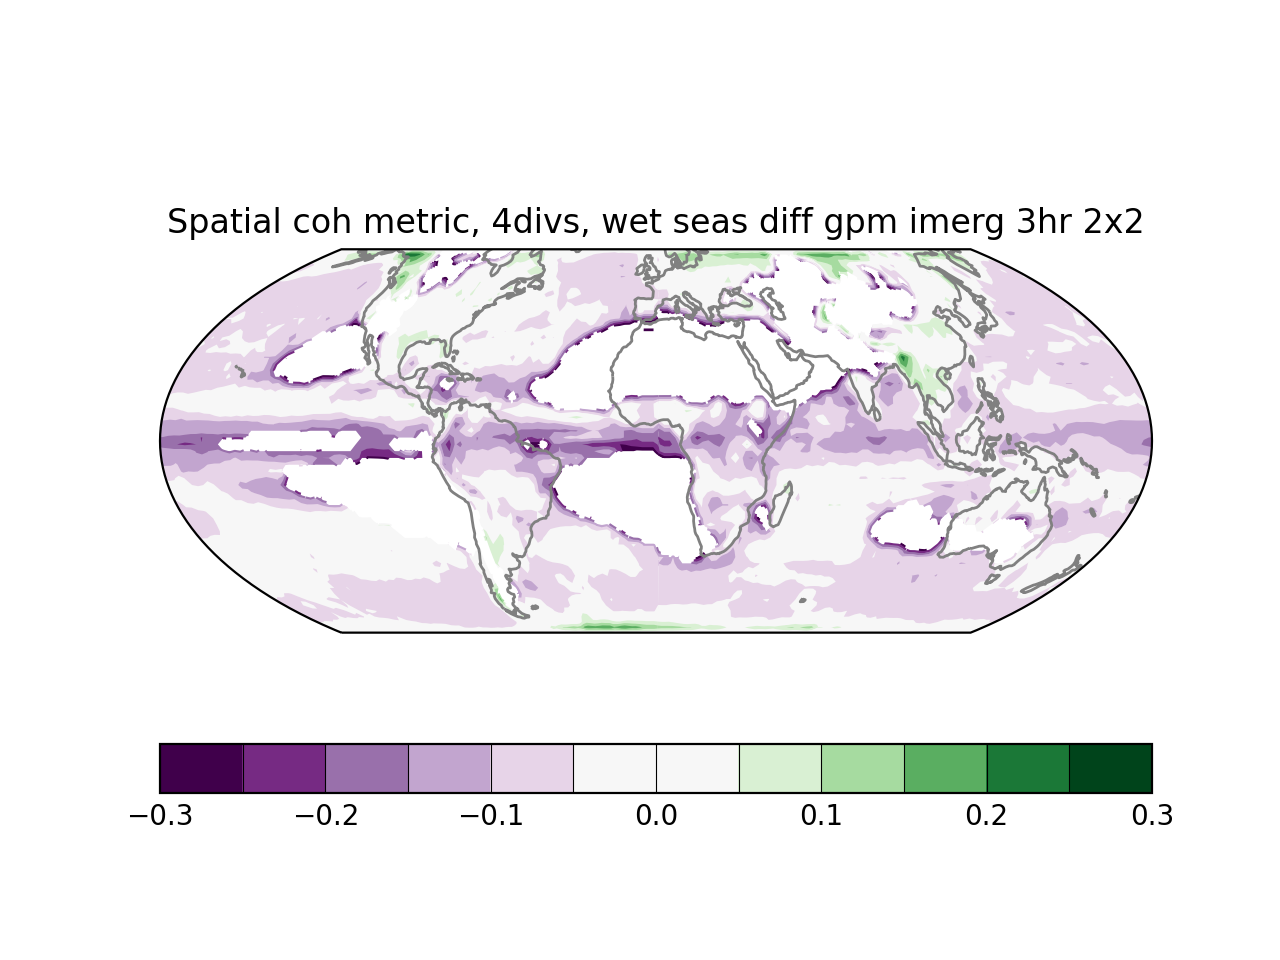 Spatial coh metric, 4divs, wet seas diff gpm imerg 3hr 2x2
−0.3 −0.2 −0.1 0.0 0.1 0.2 0.3